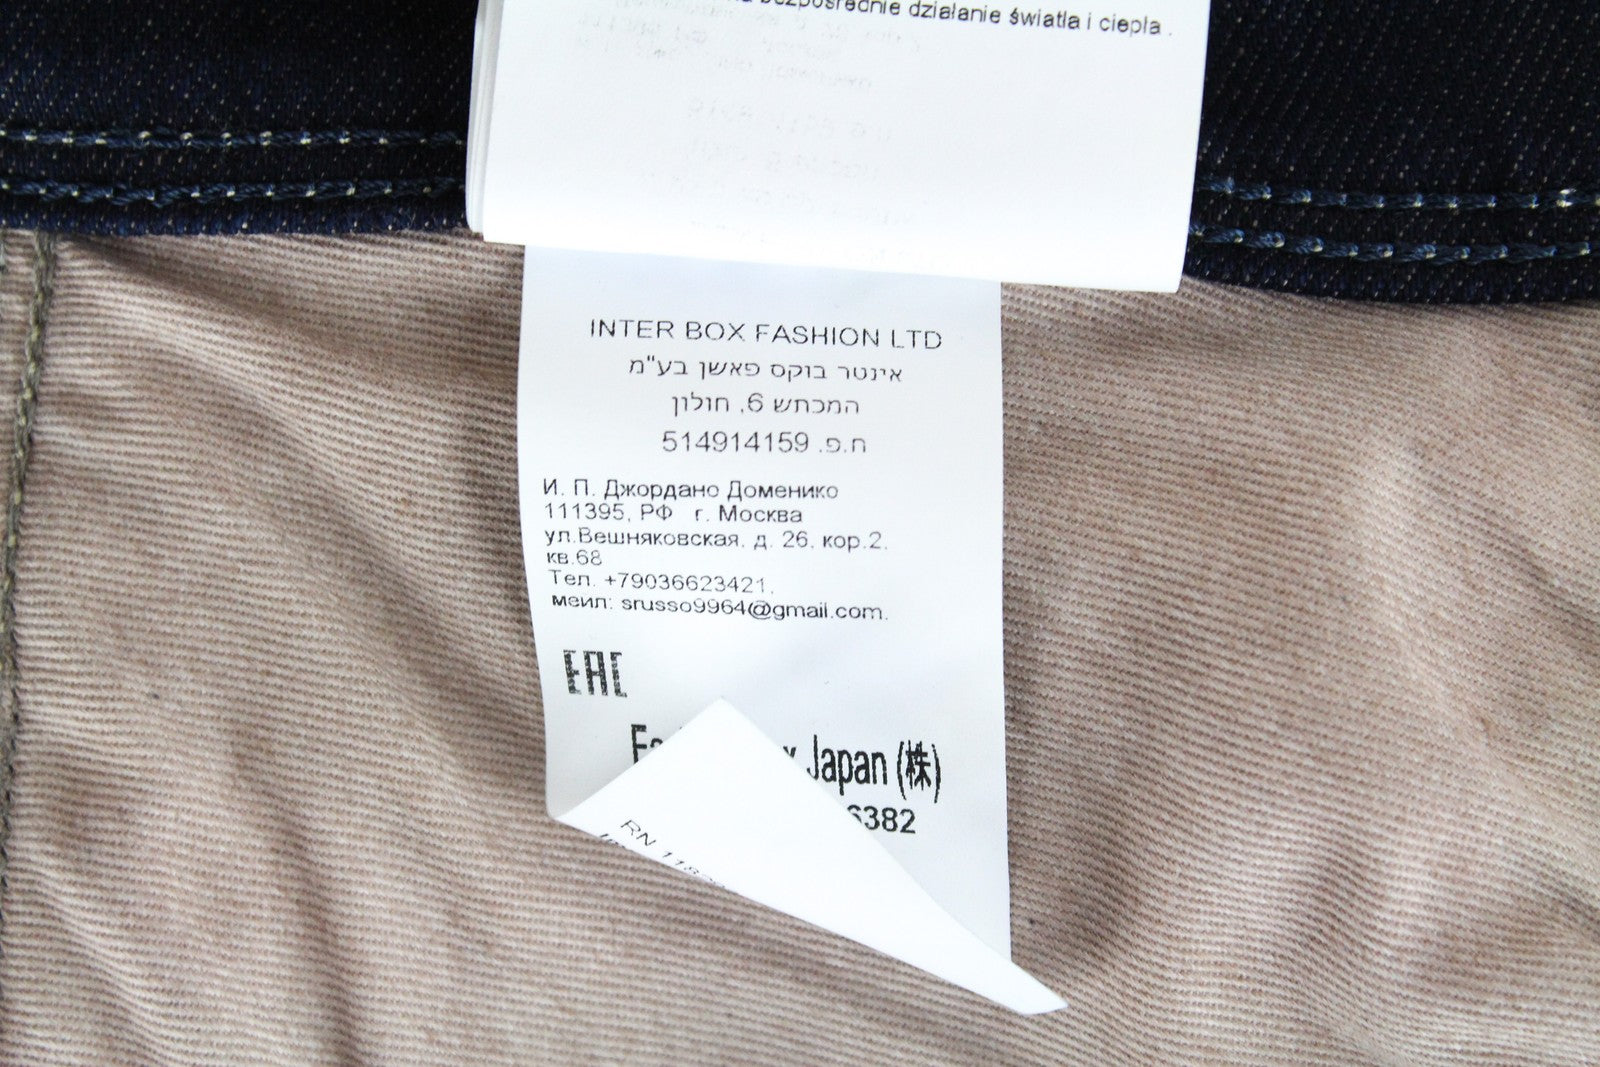 bezpośrednie działanie światła i ciepła .
INTER BOX FASHION LTD
אינטר בוקס פאשן בע"מ
המכתש 6, חולון
ח.פ. 514914159
И. П. Джордано Доменико
111395, РФ г. Москва
ул.Вешняковская, д. 26, кор.2,
кв.68
Тел. +79036623421,
меил: srusso9964@gmail.com.
EAC
Japan (株)
6382
RN 118